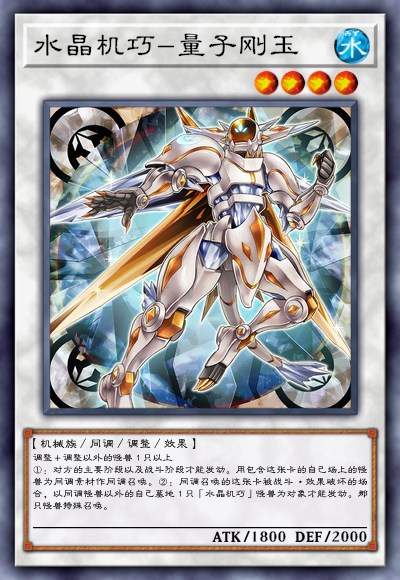 水晶机巧-量子刚玉
水
【机械族/同调/调整/效果】
调整+调整以外的怪兽1只以上
①：对方的主要阶段以及战斗阶段才能发动。用包含这张卡的自己场上的怪
兽为同调素材作同调召唤。②：同调召唤的这张卡被战斗·效果破坏的场
合，以同调怪兽以外的自己墓地1只「水晶机巧」怪兽为对象才能发动。那
只怪兽特殊召唤。
ATK/1800 DEF/2000